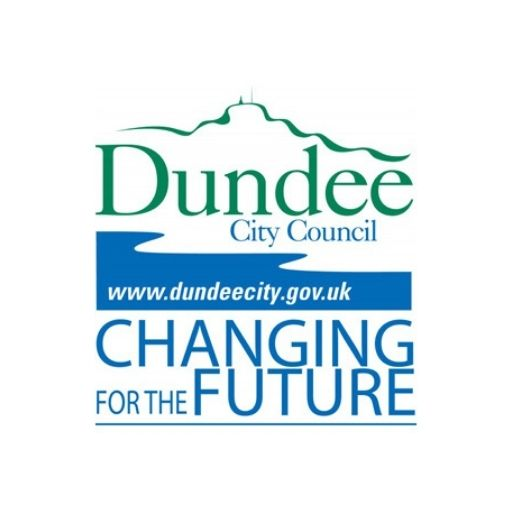 Dundee
City Council
www.dundeecity.gov.uk
CHANGING
FOR THE FUTURE